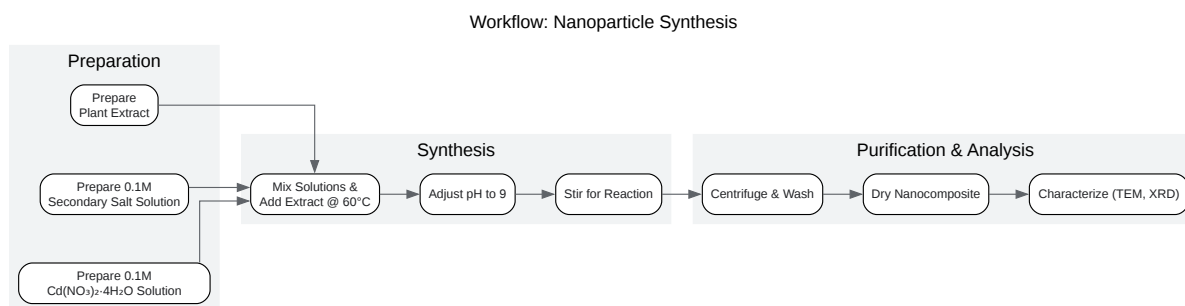 Workflow: Nanoparticle Synthesis
Preparation
Prepare
Plant Extract
Prepare 0.1M
Secondary Salt Solution
Prepare 0.1M
Cd(NO₃)₂·4H₂O Solution
Synthesis
Mix Solutions &
Add Extract @ 60°C
Adjust pH to 9
Stir for Reaction
Purification & Analysis
Centrifuge & Wash
Dry Nanocomposite
Characterize (TEM, XRD)